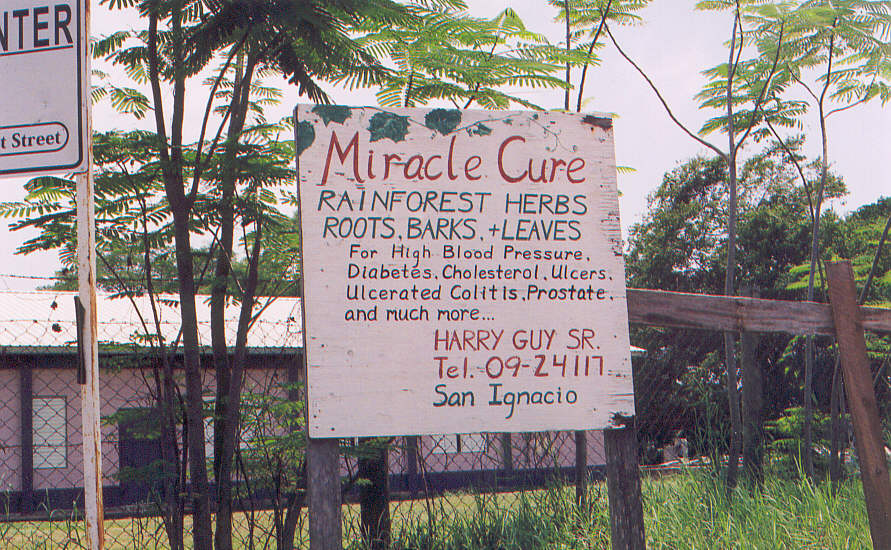 NTER
t Street
Miracle Cure
RAINFOREST HERBS
ROOTS, BARKS, +LEAVES
For High Blood Pressure,
Diabetes, Cholesterol, Ulcers,
Ulcerated Colitis, Prostate,
and much more...
HARRY GUY SR.
Tel. 09-24117
San Ignacio